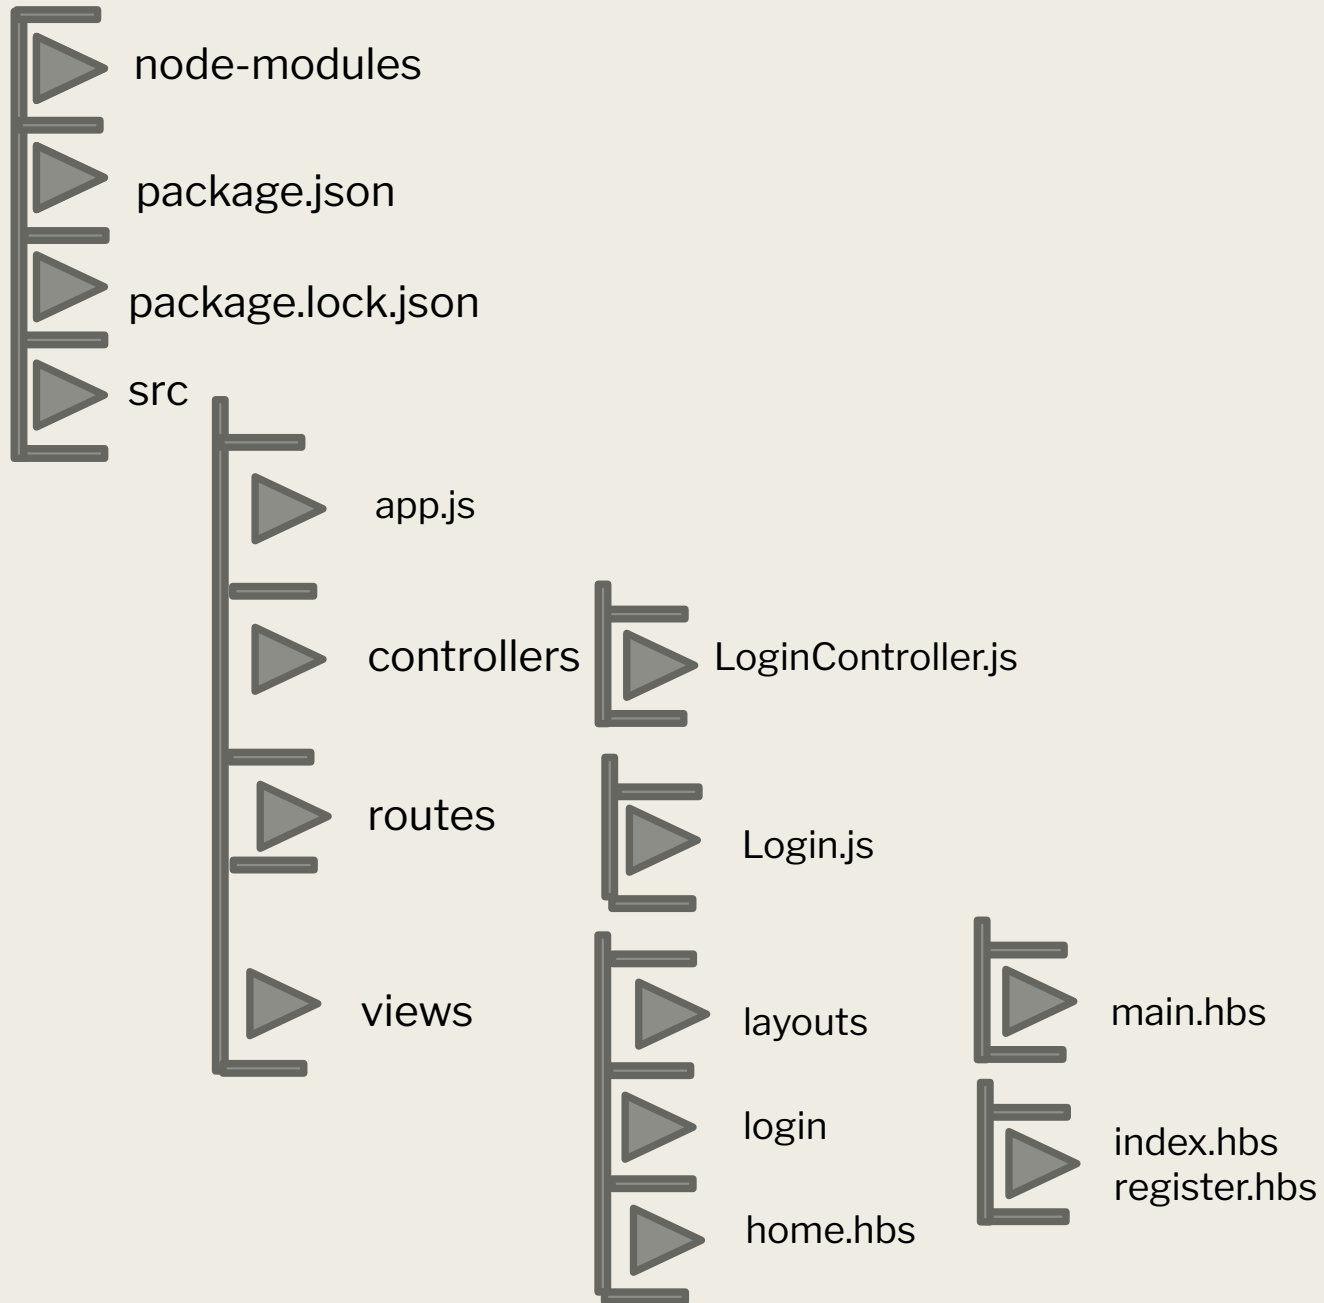 node-modules
package.json
package.lock.json
src
app.js
controllers
LoginController.js
routes
Login.js
views
layouts
main.hbs
login
index.hbs
register.hbs
home.hbs